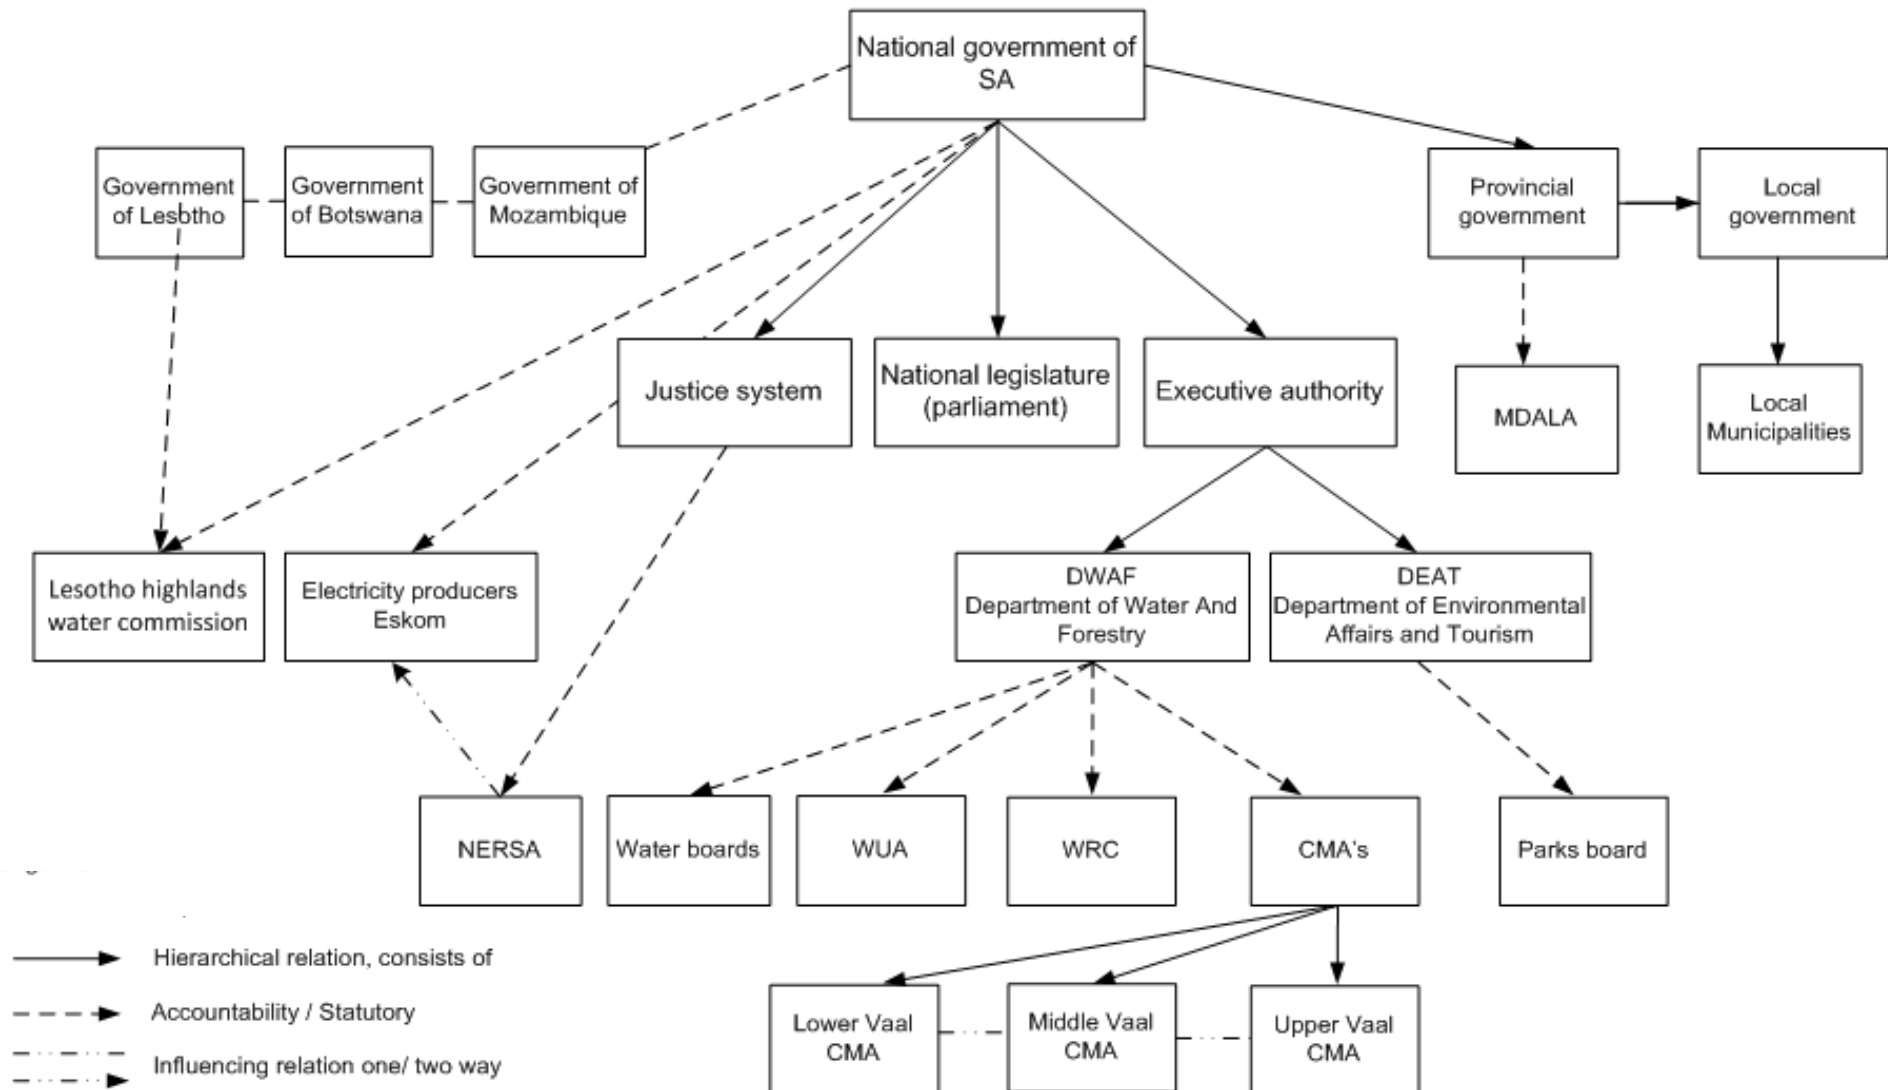 National government of
SA
Government
of Lesotho
Government
of Botswana
Government of
Mozambique
Provincial
government
Local
government
Justice system
National legislature
(parliament)
Executive authority
MDALA
Local
Municipalities
Lesotho highlands
water commission
Electricity producers
Eskom
DWAF
Department of Water And
Forestry
DEAT
Department of Environmental
Affairs and Tourism
NERSA
Water boards
WUA
WRC
CMA's
Parks board
Hierarchical relation, consists of
Accountability / Statutory
Influencing relation one/ two way
Lower Vaal
CMA
Middle Vaal
CMA
Upper Vaal
CMA